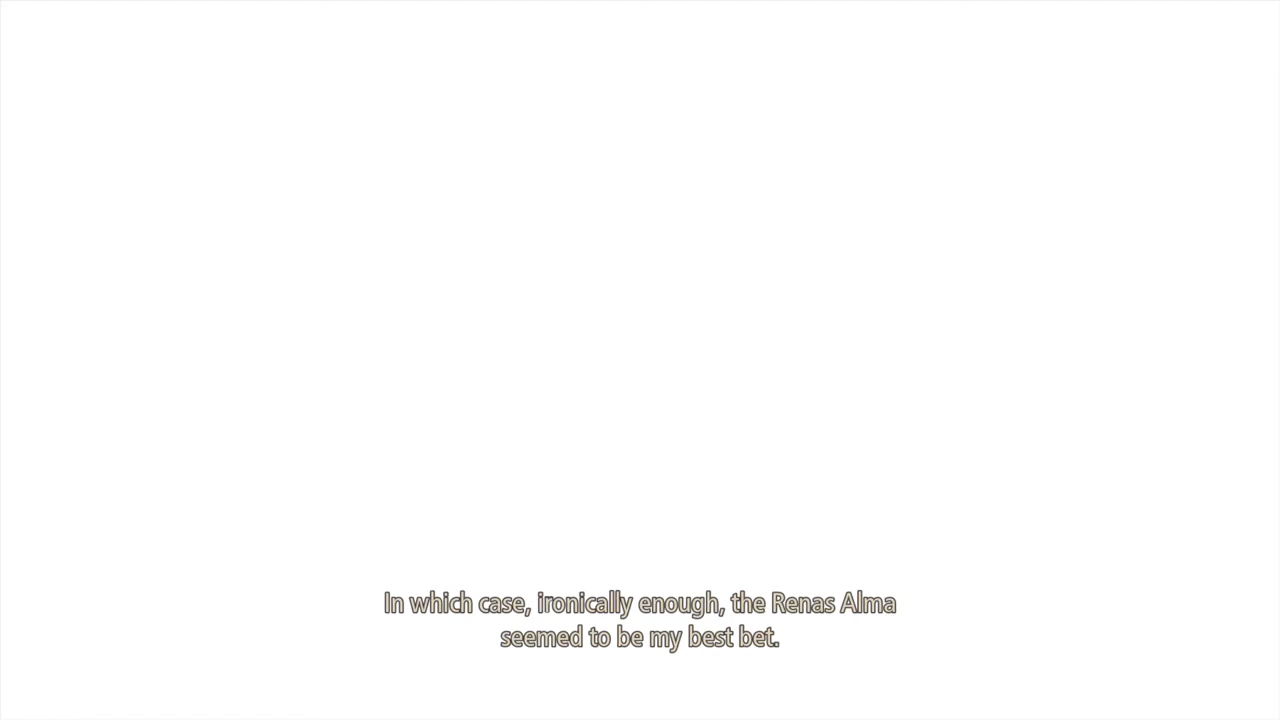 In which case, ironically enough, the Renas Alma
seemed to be my best bet.